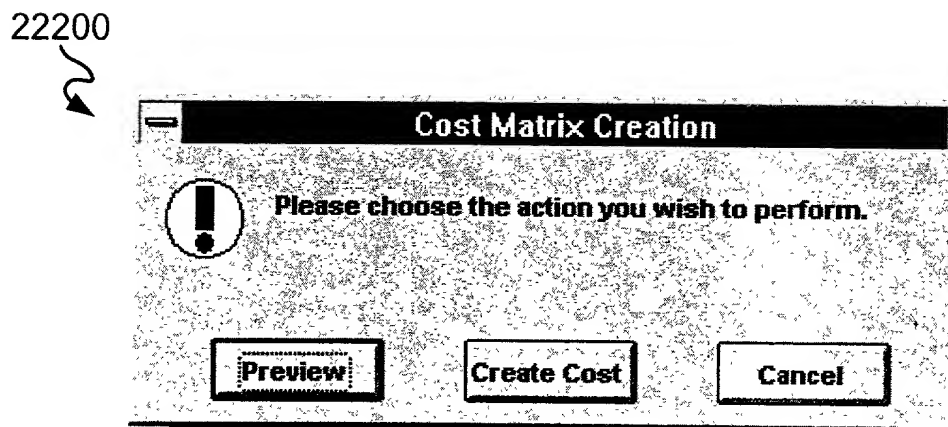 22200
Cost Matrix Creation
Please choose the action you wish to perform.
Preview Create Cost Cancel